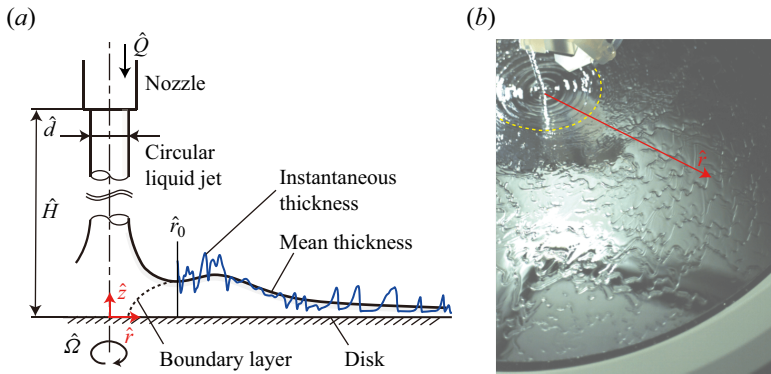 (a)
(b)
Q̂
Nozzle
d̂
Circular
liquid jet
Instantaneous
thickness
Ĥ
r̂₀
Mean thickness
r̂
ẑ
r̂
Ω̂
Boundary layer
Disk